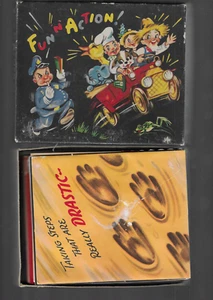 FUN 'N' ACTION!
TAKING STEPS
THAT ARE
REALLY DRASTIC-